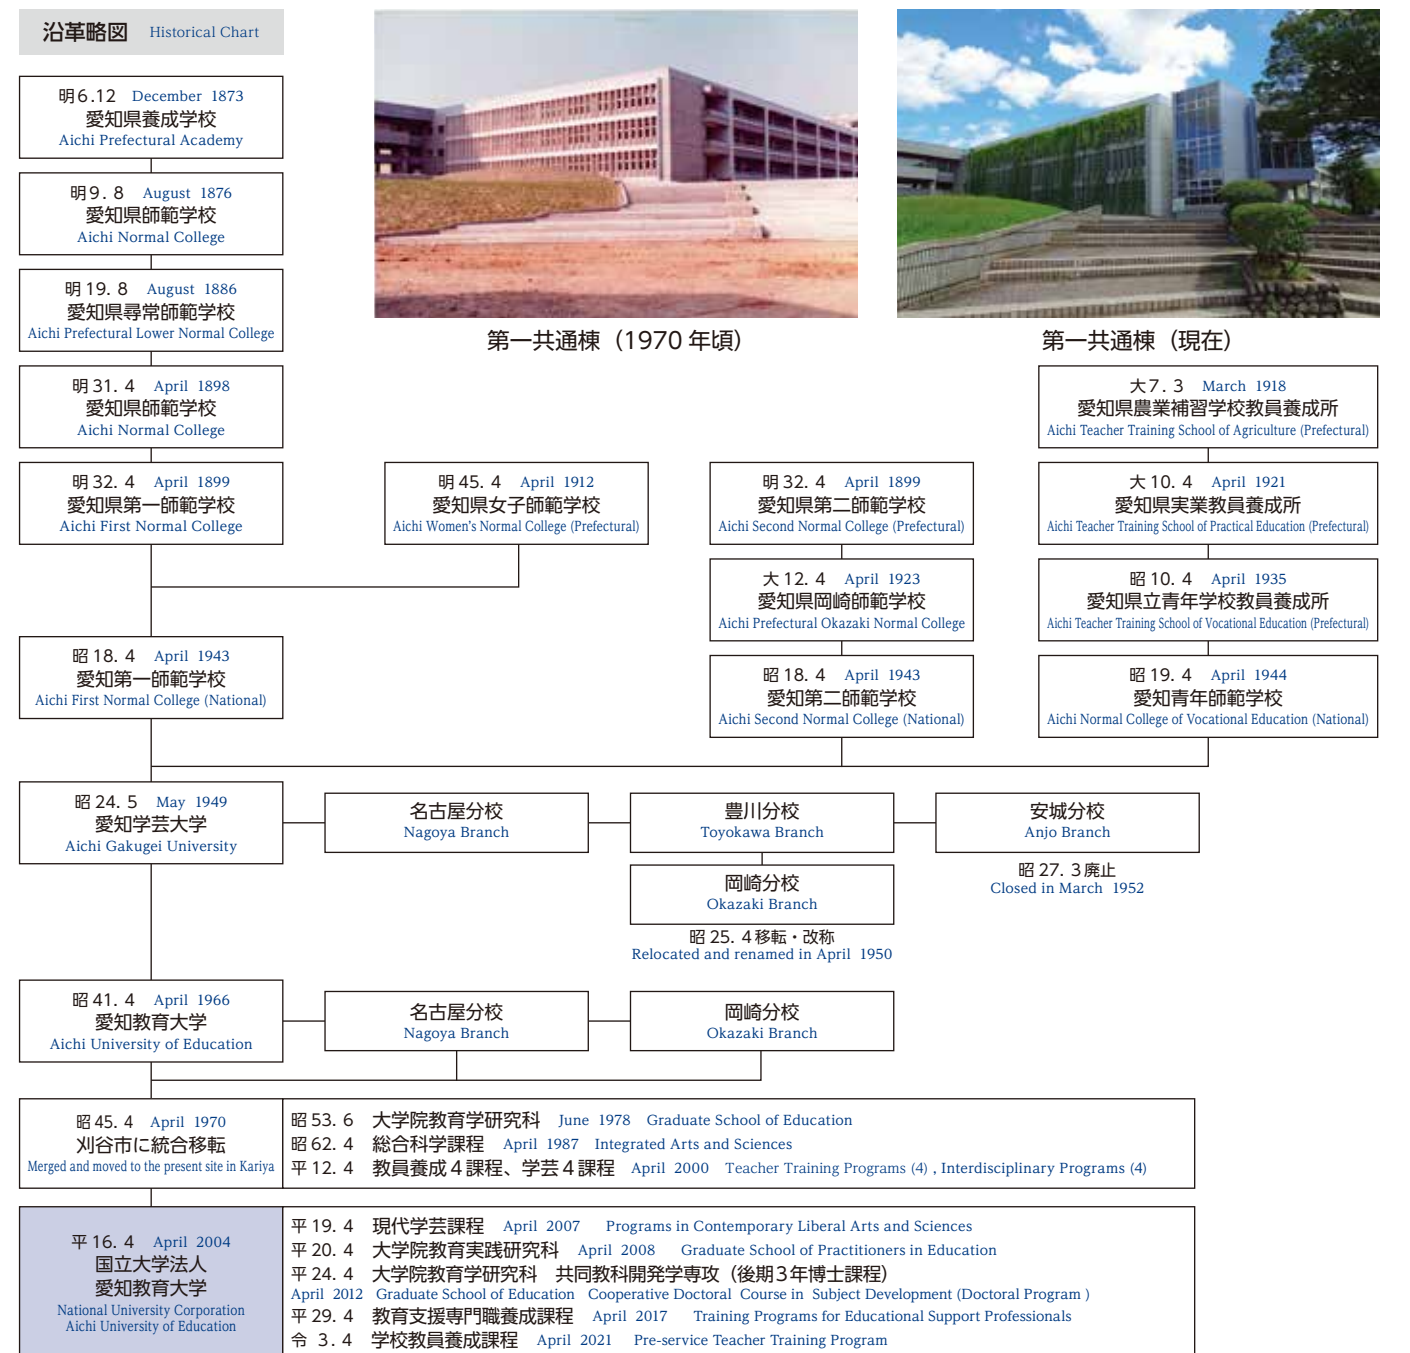 沿革略図 Historical Chart
明6.12 December 1873
愛知県養成学校
Aichi Prefectural Academy
明9. 8 August 1876
愛知県師範学校
Aichi Normal College
明19. 8 August 1886
愛知県尋常師範学校
Aichi Prefectural Lower Normal College
明31. 4 April 1898
愛知県師範学校
Aichi Normal College
明32. 4 April 1899
愛知県第一師範学校
Aichi First Normal College
第一共通棟（1970 年頃）
第一共通棟（現在）
明45. 4 April 1912
愛知県女子師範学校
Aichi Women's Normal College (Prefectural)
明32. 4 April 1899
愛知県第二師範学校
Aichi Second Normal College (Prefectural)
大12. 4 April 1923
愛知県岡崎師範学校
Aichi Prefectural Okazaki Normal College
昭18. 4 April 1943
愛知第二師範学校
Aichi Second Normal College (National)
大7. 3 March 1918
愛知県農業補習学校教員養成所
Aichi Teacher Training School of Agriculture (Prefectural)
大10. 4 April 1921
愛知県実業教員養成所
Aichi Teacher Training School of Practical Education (Prefectural)
昭10. 4 April 1935
愛知県立青年学校教員養成所
Aichi Teacher Training School of Vocational Education (Prefectural)
昭19. 4 April 1944
愛知青年師範学校
Aichi Normal College of Vocational Education (National)
昭18. 4 April 1943
愛知第一師範学校
Aichi First Normal College (National)
昭24. 5 May 1949
愛知学芸大学
Aichi Gakugei University
名古屋分校
Nagoya Branch
豊川分校
Toyokawa Branch
安城分校
Anjo Branch
昭27. 3廃止
Closed in March 1952
岡崎分校
Okazaki Branch
昭25. 4移転・改称
Relocated and renamed in April 1950
昭41. 4 April 1966
愛知教育大学
Aichi University of Education
名古屋分校
Nagoya Branch
岡崎分校
Okazaki Branch
昭45. 4 April 1970
刈谷市に統合移転
Merged and moved to the present site in Kariya
昭53. 6 大学院教育学研究科 June 1978 Graduate School of Education
昭62. 4 総合科学課程 April 1987 Integrated Arts and Sciences
平12. 4 教員養成４課程、学芸４課程 April 2000 Teacher Training Programs (4) , Interdisciplinary Programs (4)
平16. 4 April 2004
国立大学法人
愛知教育大学
National University Corporation
Aichi University of Education
平19. 4 現代学芸課程 April 2007 Programs in Contemporary Liberal Arts and Sciences
平20. 4 大学院教育実践研究科 April 2008 Graduate School of Practitioners in Education
平24. 4 大学院教育学研究科 共同教科開発学専攻（後期３年博士課程）
April 2012 Graduate School of Education Cooperative Doctoral Course in Subject Development (Doctoral Program )
平29. 4 教育支援専門職養成課程 April 2017 Training Programs for Educational Support Professionals
令 3. 4 学校教員養成課程 April 2021 Pre-service Teacher Training Program